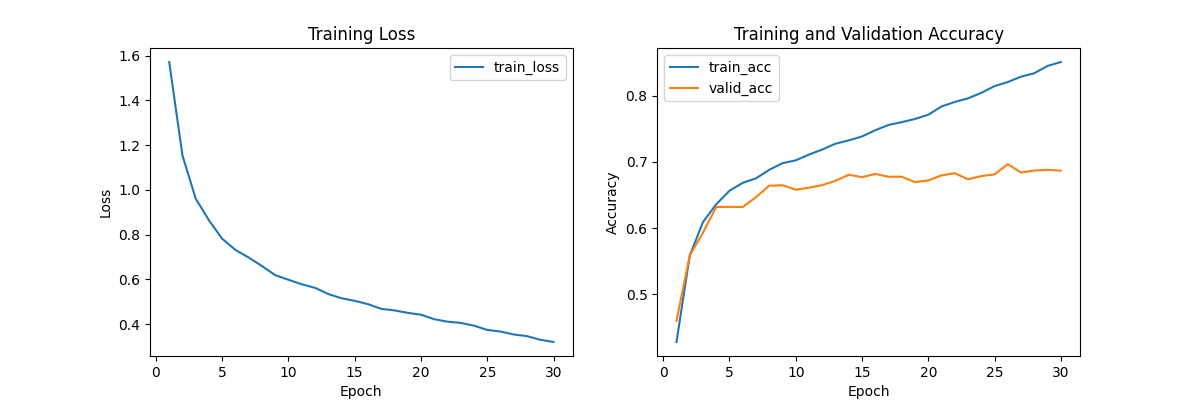 Training Loss
1.6
1.4
1.2
1.0
0.8
0.6
0.4
Loss
train_loss
0 5 10 15 20 25 30
Epoch
Training and Validation Accuracy
0.8
0.7
0.6
0.5
Accuracy
train_acc
valid_acc
0 5 10 15 20 25 30
Epoch